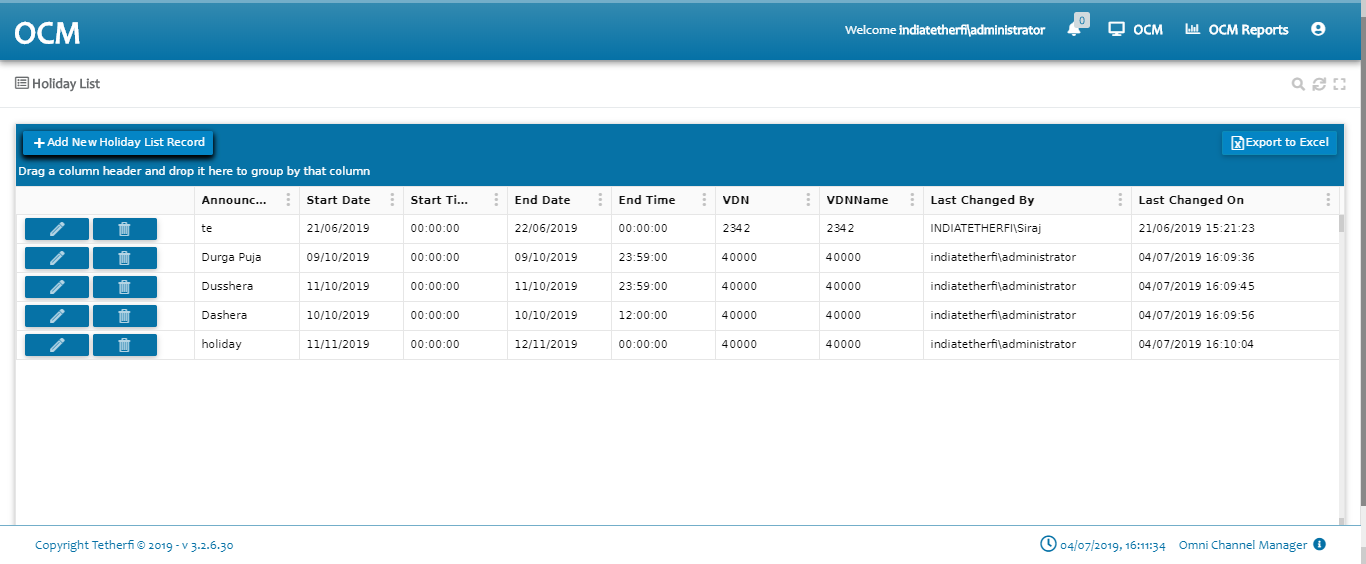 OCM
Welcome indiatetherfi\administrator
0
OCM
OCM Reports
Holiday List
Add New Holiday List Record
Export to Excel
Drag a column header and drop it here to group by that column
Announc... Start Date Start Ti... End Date End Time VDN VDNName Last Changed By Last Changed On
te 21/06/2019 00:00:00 22/06/2019 00:00:00 2342 2342 INDIATETHERFI\Siraj 21/06/2019 15:21:23
Durga Puja 09/10/2019 00:00:00 09/10/2019 23:59:00 40000 40000 indiatetherfi\administrator 04/07/2019 16:09:36
Dusshera 11/10/2019 00:00:00 11/10/2019 23:59:00 40000 40000 indiatetherfi\administrator 04/07/2019 16:09:45
Dashera 10/10/2019 00:00:00 10/10/2019 12:00:00 40000 40000 indiatetherfi\administrator 04/07/2019 16:09:56
holiday 11/11/2019 00:00:00 12/11/2019 00:00:00 40000 40000 indiatetherfi\administrator 04/07/2019 16:10:04
Copyright Tetherfi © 2019 - v 3.2.6.30
04/07/2019, 16:11:34
Omni Channel Manager